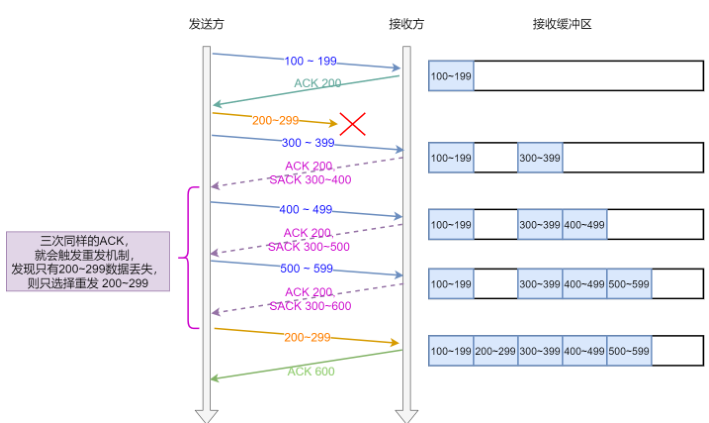 发送方
接收方
接收缓冲区
100 ~ 199
100~199
ACK 200
200~299
300 ~ 399
100~199
300~399
ACK 200,
SACK 300~400
400 ~ 499
100~199
300~399
400~499
ACK 200,
SACK 300~500
三次同样的ACK,
就会触发重发机制,
发现只有200~299数据丢失,
则只选择重发 200~299
500 ~ 599
100~199
300~399
400~499
500~599
ACK 200,
SACK 300~600
200~299
100~199
200~299
300~399
400~499
500~599
ACK 600